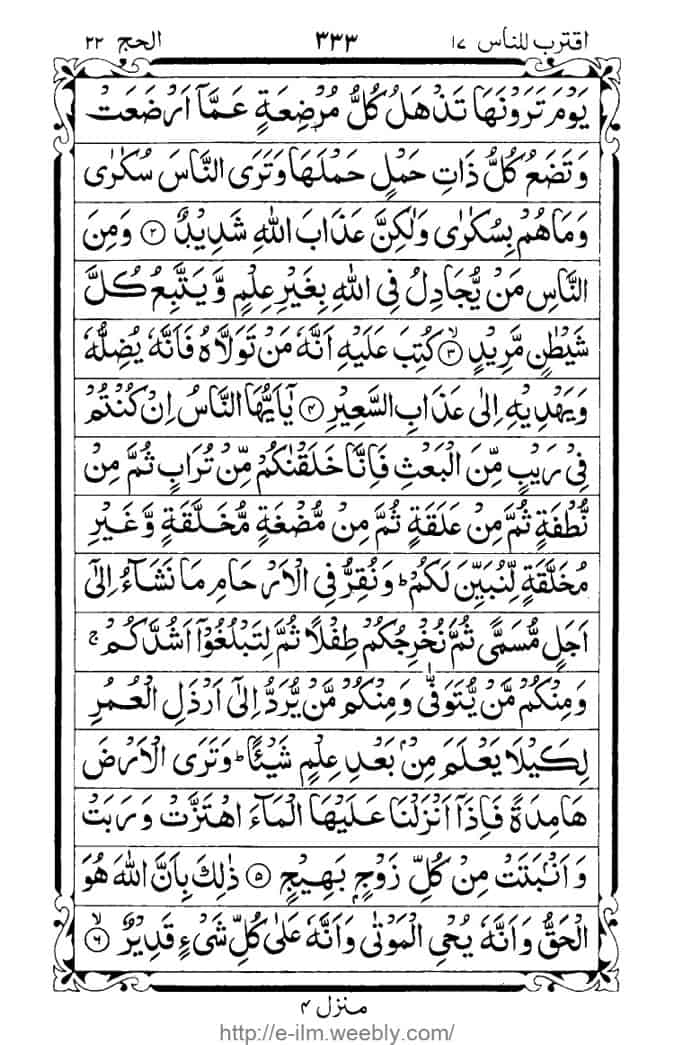 اقترب للناس ١٧ ٣٣٣ الحج ٢٢
يَوْمَ تَرَوْنَهَا تَذْهَلُ كُلُّ مُرْضِعَةٍ عَمَّآ اَرْضَعَتْ
وَتَضَعُ كُلُّ ذَاتِ حَمْلٍ حَمْلَهَا وَتَرَى النَّاسَ سُكٰرٰى
وَمَا هُمْ بِسُكٰرٰى وَلٰكِنَّ عَذَابَ اللّٰهِ شَدِيْدٌ ۝٢ وَمِنَ
النَّاسِ مَنْ يُّجَادِلُ فِى اللّٰهِ بِغَيْرِ عِلْمٍ وَّيَتَّبِعُ كُلَّ
شَيْطٰنٍ مَّرِيْدٍ ۝٣ۙ كُتِبَ عَلَيْهِ اَنَّهٗ مَنْ تَوَلَّاهُ فَاَنَّهٗ يُضِلُّهٗ
وَيَهْدِيْهِ اِلٰى عَذَابِ السَّعِيْرِ ۝٤ يٰٓاَيُّهَا النَّاسُ اِنْ كُنْتُمْ
فِىْ رَيْبٍ مِّنَ الْبَعْثِ فَاِنَّا خَلَقْنٰكُمْ مِّنْ تُرَابٍ ثُمَّ مِنْ
نُّطْفَةٍ ثُمَّ مِنْ عَلَقَةٍ ثُمَّ مِنْ مُّضْغَةٍ مُّخَلَّقَةٍ وَّغَيْرِ
مُخَلَّقَةٍ لِّنُبَيِّنَ لَكُمْ ؕ وَنُقِرُّ فِى الْاَرْحَامِ مَا نَشَآءُ اِلٰٓى
اَجَلٍ مُّسَمًّى ثُمَّ نُخْرِجُكُمْ طِفْلًا ثُمَّ لِتَبْلُغُوْٓا اَشُدَّكُمْ ۚ
وَمِنْكُمْ مَّنْ يُّتَوَفّٰى وَمِنْكُمْ مَّنْ يُّرَدُّ اِلٰٓى اَرْذَلِ الْعُمُرِ
لِكَيْلَا يَعْلَمَ مِنْۢ بَعْدِ عِلْمٍ شَيْـًٔا ؕ وَتَرَى الْاَرْضَ
هَامِدَةً فَاِذَآ اَنْزَلْنَا عَلَيْهَا الْمَآءَ اهْتَزَّتْ وَرَبَتْ
وَاَنْۢبَتَتْ مِنْ كُلِّ زَوْجٍۭ بَهِيْجٍ ۝٥ ذٰلِكَ بِاَنَّ اللّٰهَ هُوَ
الْحَقُّ وَاَنَّهٗ يُحْىِ الْمَوْتٰى وَاَنَّهٗ عَلٰى كُلِّ شَىْءٍ قَدِيْرٌ ۝٦ۙ
منزل ٤
http://e-ilm.weebly.com/